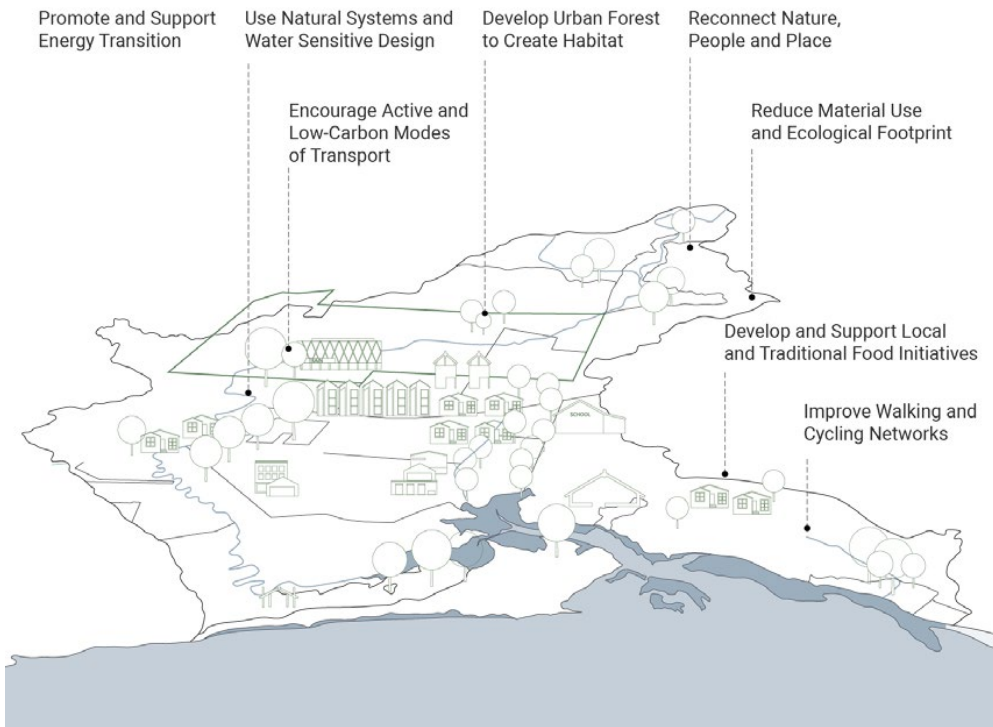 Promote and Support
Energy Transition
Use Natural Systems and
Water Sensitive Design
Develop Urban Forest
to Create Habitat
Reconnect Nature,
People and Place
Encourage Active and
Low-Carbon Modes
of Transport
Reduce Material Use
and Ecological Footprint
Develop and Support Local
and Traditional Food Initiatives
Improve Walking and
Cycling Networks
SCHOOL